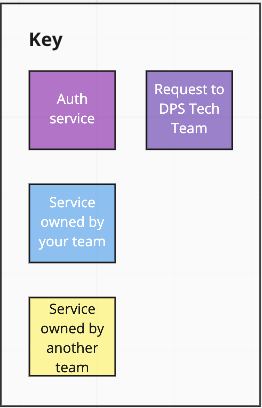 Key
Auth
service
Request to
DPS Tech
Team
Service
owned by
your team
Service
owned by
another
team